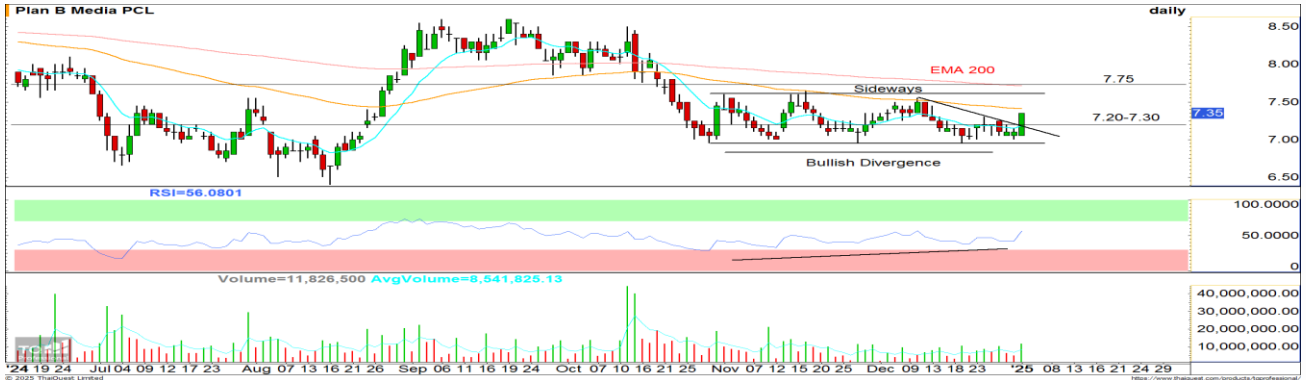 Plan B Media PCL daily
8.50
8.00
EMA 200
7.75
Sideways
7.50
7.20-7.30
7.35
7.00
Bullish Divergence
6.50
RSI=56.0801
100.0000
50.0000
0
Volume=11,826,500 AvgVolume=8,541,825.13
40,000,000.00
30,000,000.00
20,000,000.00
10,000,000.00
'24 19 24 Jul 04 09 12 17 23 Aug 07 13 16 21 26 Sep 06 11 16 19 24 Oct 07 10 16 21 25 Nov 07 12 15 20 25 Dec 09 13 18 23 '25 08 13 16 21 24 29
© 2025 ThaiQuest Limited